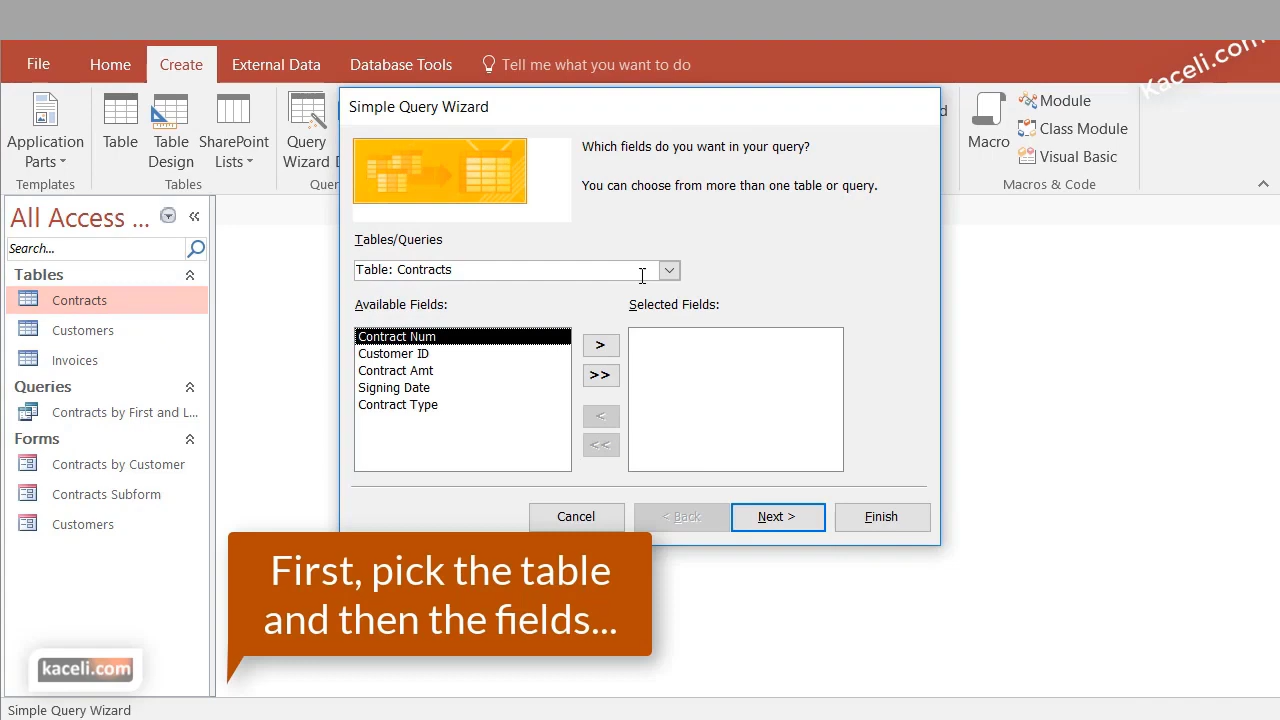 File
Home
Create
External Data
Database Tools
Tell me what you want to do
Kaceli.com
Application
Parts
Templates
Table
Table
Design
SharePoint
Lists
Tables
Query
Wizard
Macro
Module
Class Module
Visual Basic
Macros & Code
Simple Query Wizard
Which fields do you want in your query?
You can choose from more than one table or query.
Tables/Queries
Table: Contracts
Available Fields:
Selected Fields:
Contract Num
Customer ID
Contract Amt
Signing Date
Contract Type
>
>>
<
<<
Cancel
< Back
Next >
Finish
All Access ...
Search...
Tables
Contracts
Customers
Invoices
Queries
Contracts by First and L...
Forms
Contracts by Customer
Contracts Subform
Customers
First, pick the table
and then the fields...
kaceli.com
Simple Query Wizard